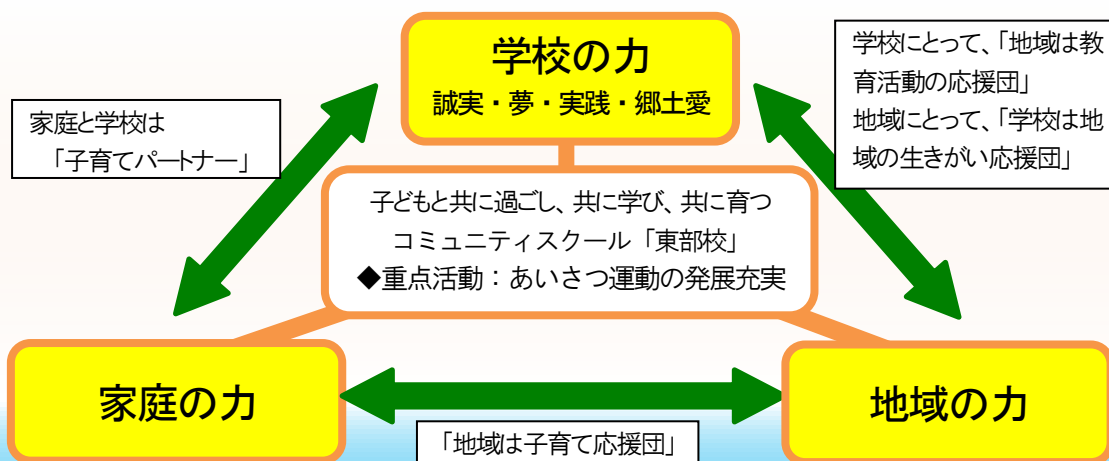 学校の力
誠実・夢・実践・郷土愛
家庭と学校は
「子育てパートナー」
学校にとって、「地域は教
育活動の応援団」
地域にとって、「学校は地
域の生きがい応援団」
子どもと共に過ごし、共に学び、共に育つ
コミュニティスクール「東部校」
◆重点活動：あいさつ運動の発展充実
家庭の力
地域の力
「地域は子育て応援団」